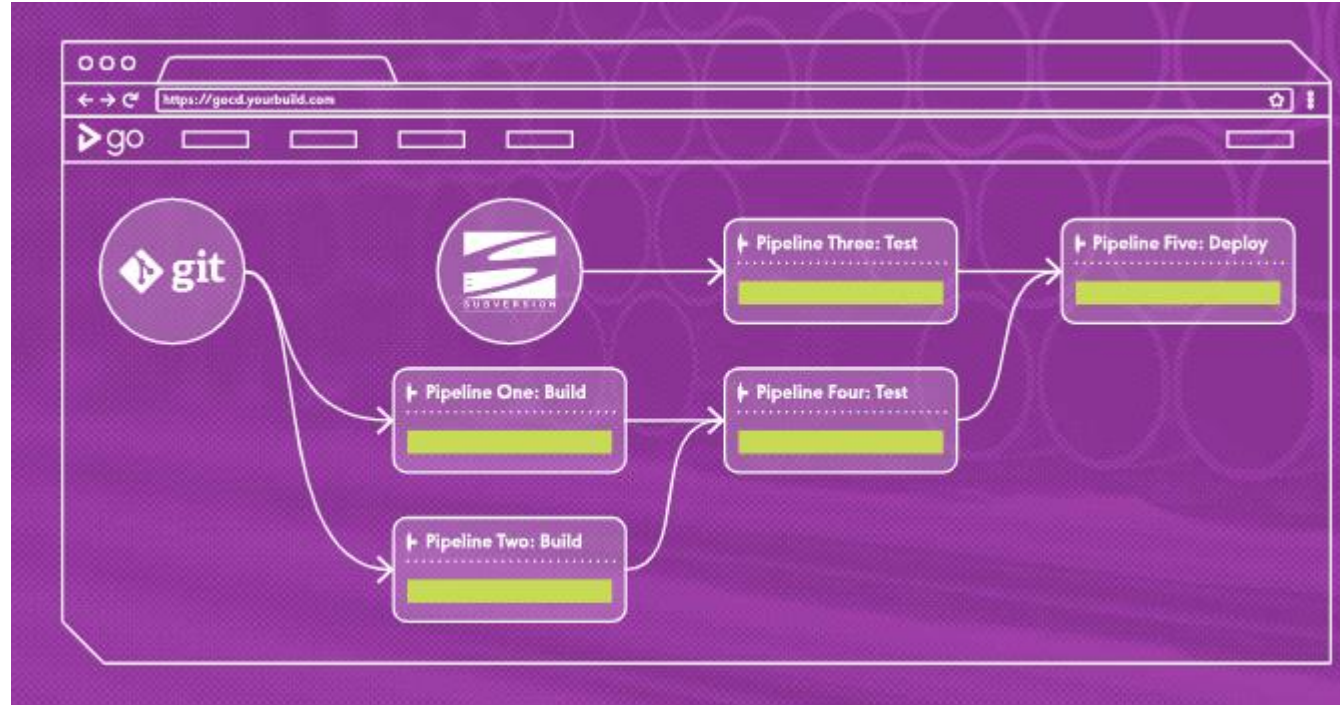 https://gocd.yourbuild.com
go
git
SUBVERSION
Pipeline Three: Test
Pipeline Five: Deploy
Pipeline One: Build
Pipeline Four: Test
Pipeline Two: Build